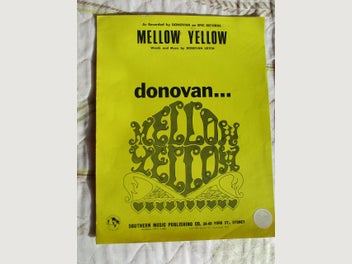 As Recorded by DONOVAN on EPIC RECORDS
MELLOW YELLOW
Words and Music by DONOVAN LEITCH
donovan...
MELLOW
YELLOW
SOUTHERN MUSIC PUBLISHING CO.
SYDNEY